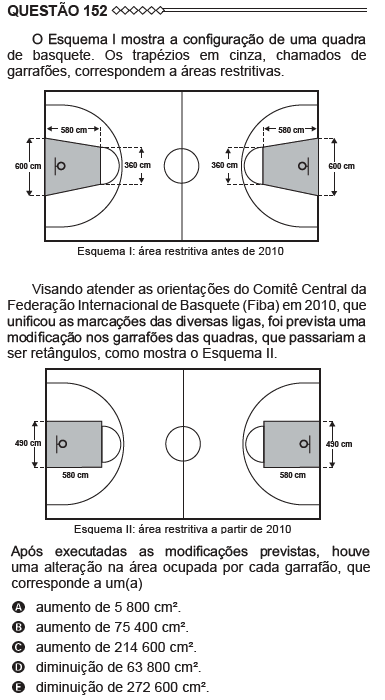 QUESTÃO 152
O Esquema I mostra a configuração de uma quadra
de basquete. Os trapézios em cinza, chamados de
garrafões, correspondem a áreas restritivas.
580 cm
580 cm
600 cm
360 cm
360 cm
600 cm
Esquema I: área restritiva antes de 2010
Visando atender as orientações do Comitê Central da
Federação Internacional de Basquete (Fiba) em 2010, que
unificou as marcações das diversas ligas, foi prevista uma
modificação nos garrafões das quadras, que passariam a
ser retângulos, como mostra o Esquema II.
490 cm
490 cm
580 cm
580 cm
Esquema II: área restritiva a partir de 2010
Após executadas as modificações previstas, houve
uma alteração na área ocupada por cada garrafão, que
corresponde a um(a)
A aumento de 5 800 cm².
B aumento de 75 400 cm².
C aumento de 214 600 cm².
D diminuição de 63 800 cm².
E diminuição de 272 600 cm².